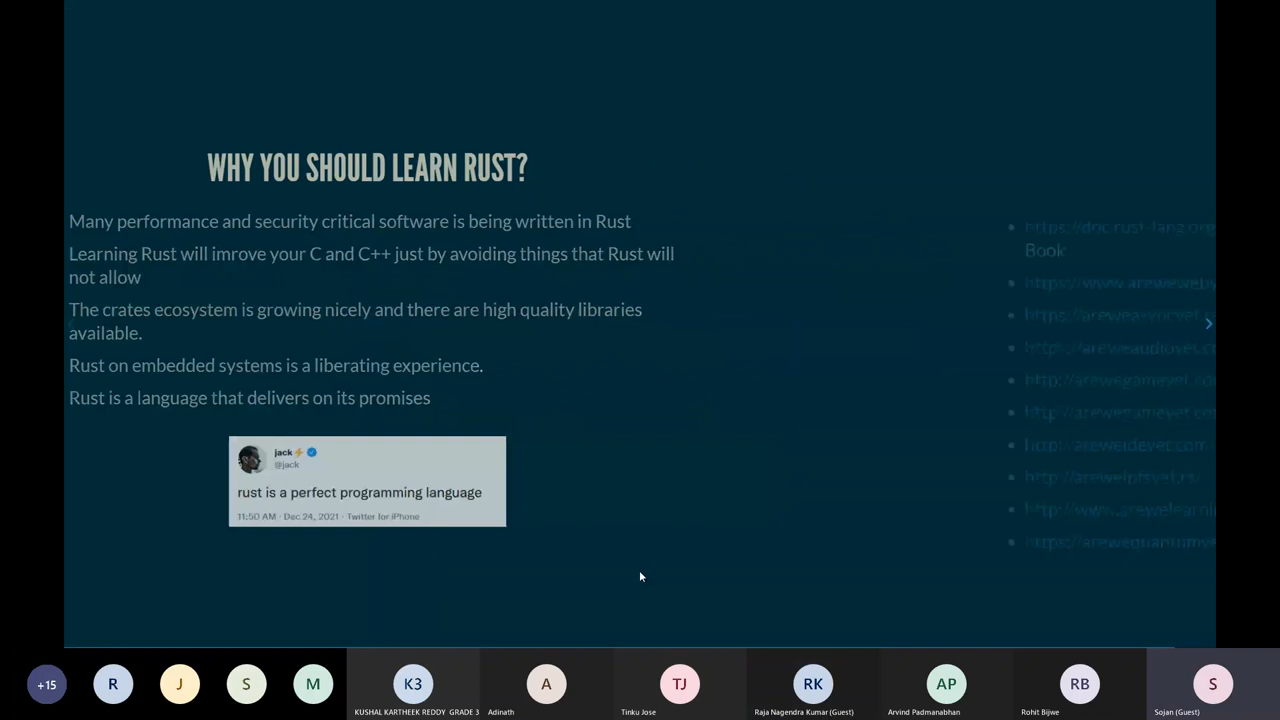 WHY YOU SHOULD LEARN RUST?
Many performance and security critical software is being written in Rust
Learning Rust will imrove your C and C++ just by avoiding things that Rust will
not allow
The crates ecosystem is growing nicely and there are high quality libraries
available.
Rust on embedded systems is a liberating experience.
Rust is a language that delivers on its promises
jack⚡
@jack
rust is a perfect programming language
11:50 AM · Dec 24, 2021 · Twitter for iPhone
https://doc.rust-lang.org
Book
+15
R
J
S
M
K3
A
TJ
RK
AP
RB
S
KUSHAL KARTHEEK REDDY GRADE 3
Adinath
Tinku Jose
Raja Nagendra Kumar (Guest)
Arvind Padmanabhan
Rohit Bijwe
Sojan (Guest)